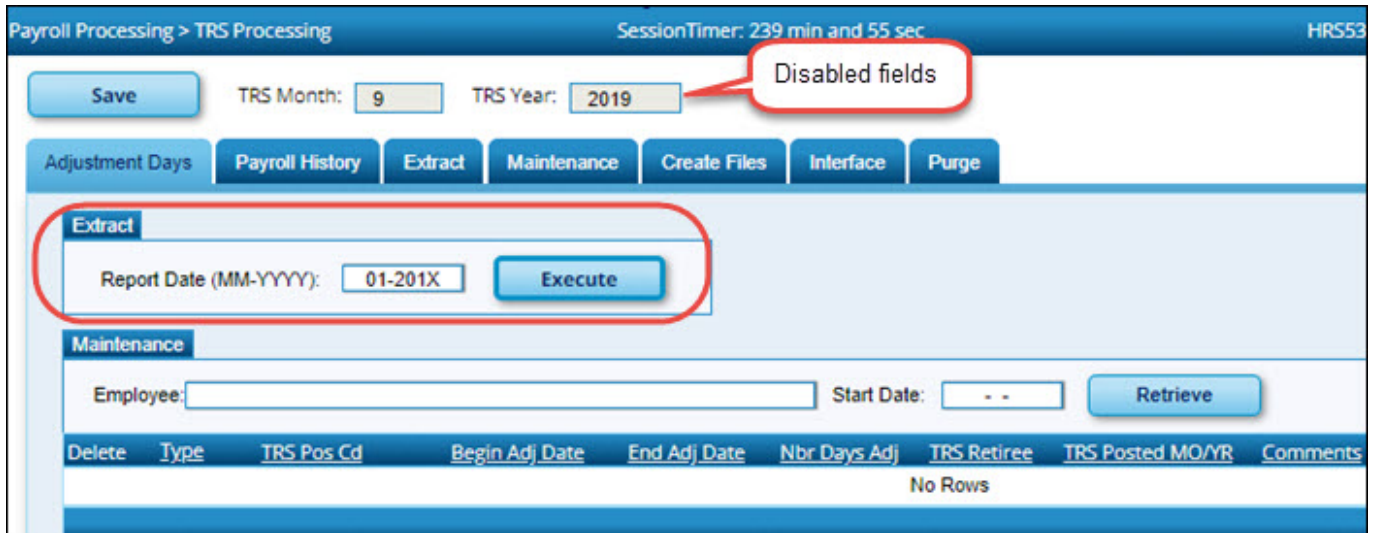 Payroll Processing > TRS Processing SessionTimer: 239 min and 55 sec HRS53
Disabled fields
Save TRS Month: 9 TRS Year: 2019
Adjustment Days Payroll History Extract Maintenance Create Files Interface Purge
Extract
Report Date (MM-YYYY): 01-201X Execute
Maintenance
Employee: Start Date: - - Retrieve
Delete Type TRS Pos Cd Begin Adj Date End Adj Date Nbr Days Adj TRS Retiree TRS Posted MO/YR Comments
No Rows